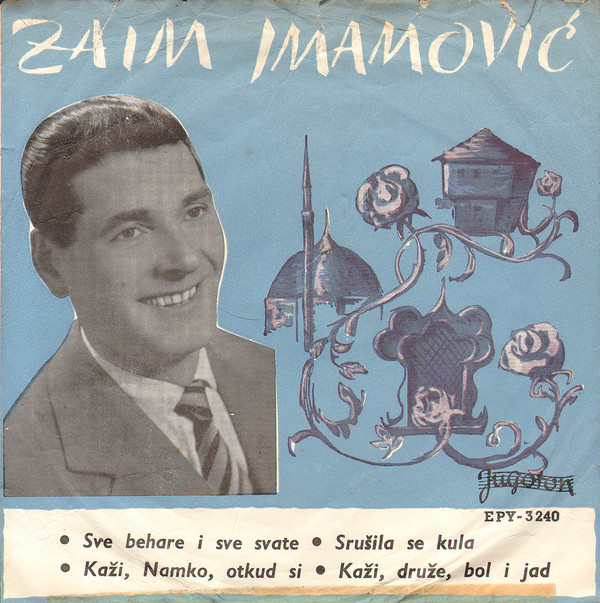 ZAIM IMAMOVIĆ
Jugoton
EPY-3240
• Sve behare i sve svate • Srušila se kula
• Kaži, Namko, otkud si • Kaži, druže, bol i jad